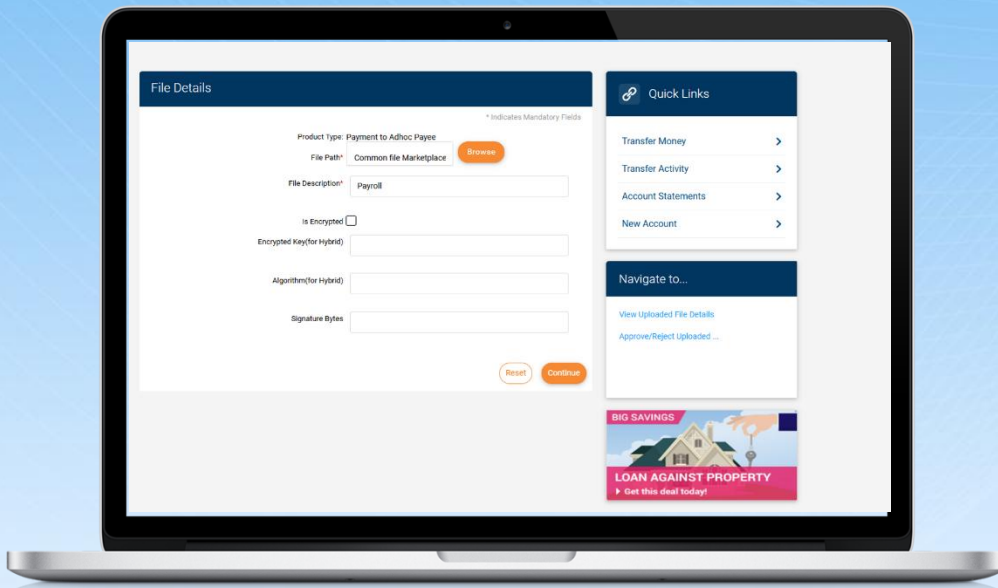 File Details
* Indicates Mandatory Fields
Product Type: Payment to Adhoc Payee
File Path* Common file Marketplace Browse
File Description* Payroll
Is Encrypted
Encrypted Key(for Hybrid)
Algorithm(for Hybrid)
Signature Bytes
Reset Continue
Quick Links
Transfer Money
Transfer Activity
Account Statements
New Account
Navigate to...
View Uploaded File Details
Approve/Reject Uploaded ...
BIG SAVINGS
LOAN AGAINST PROPERTY
Get this deal today!